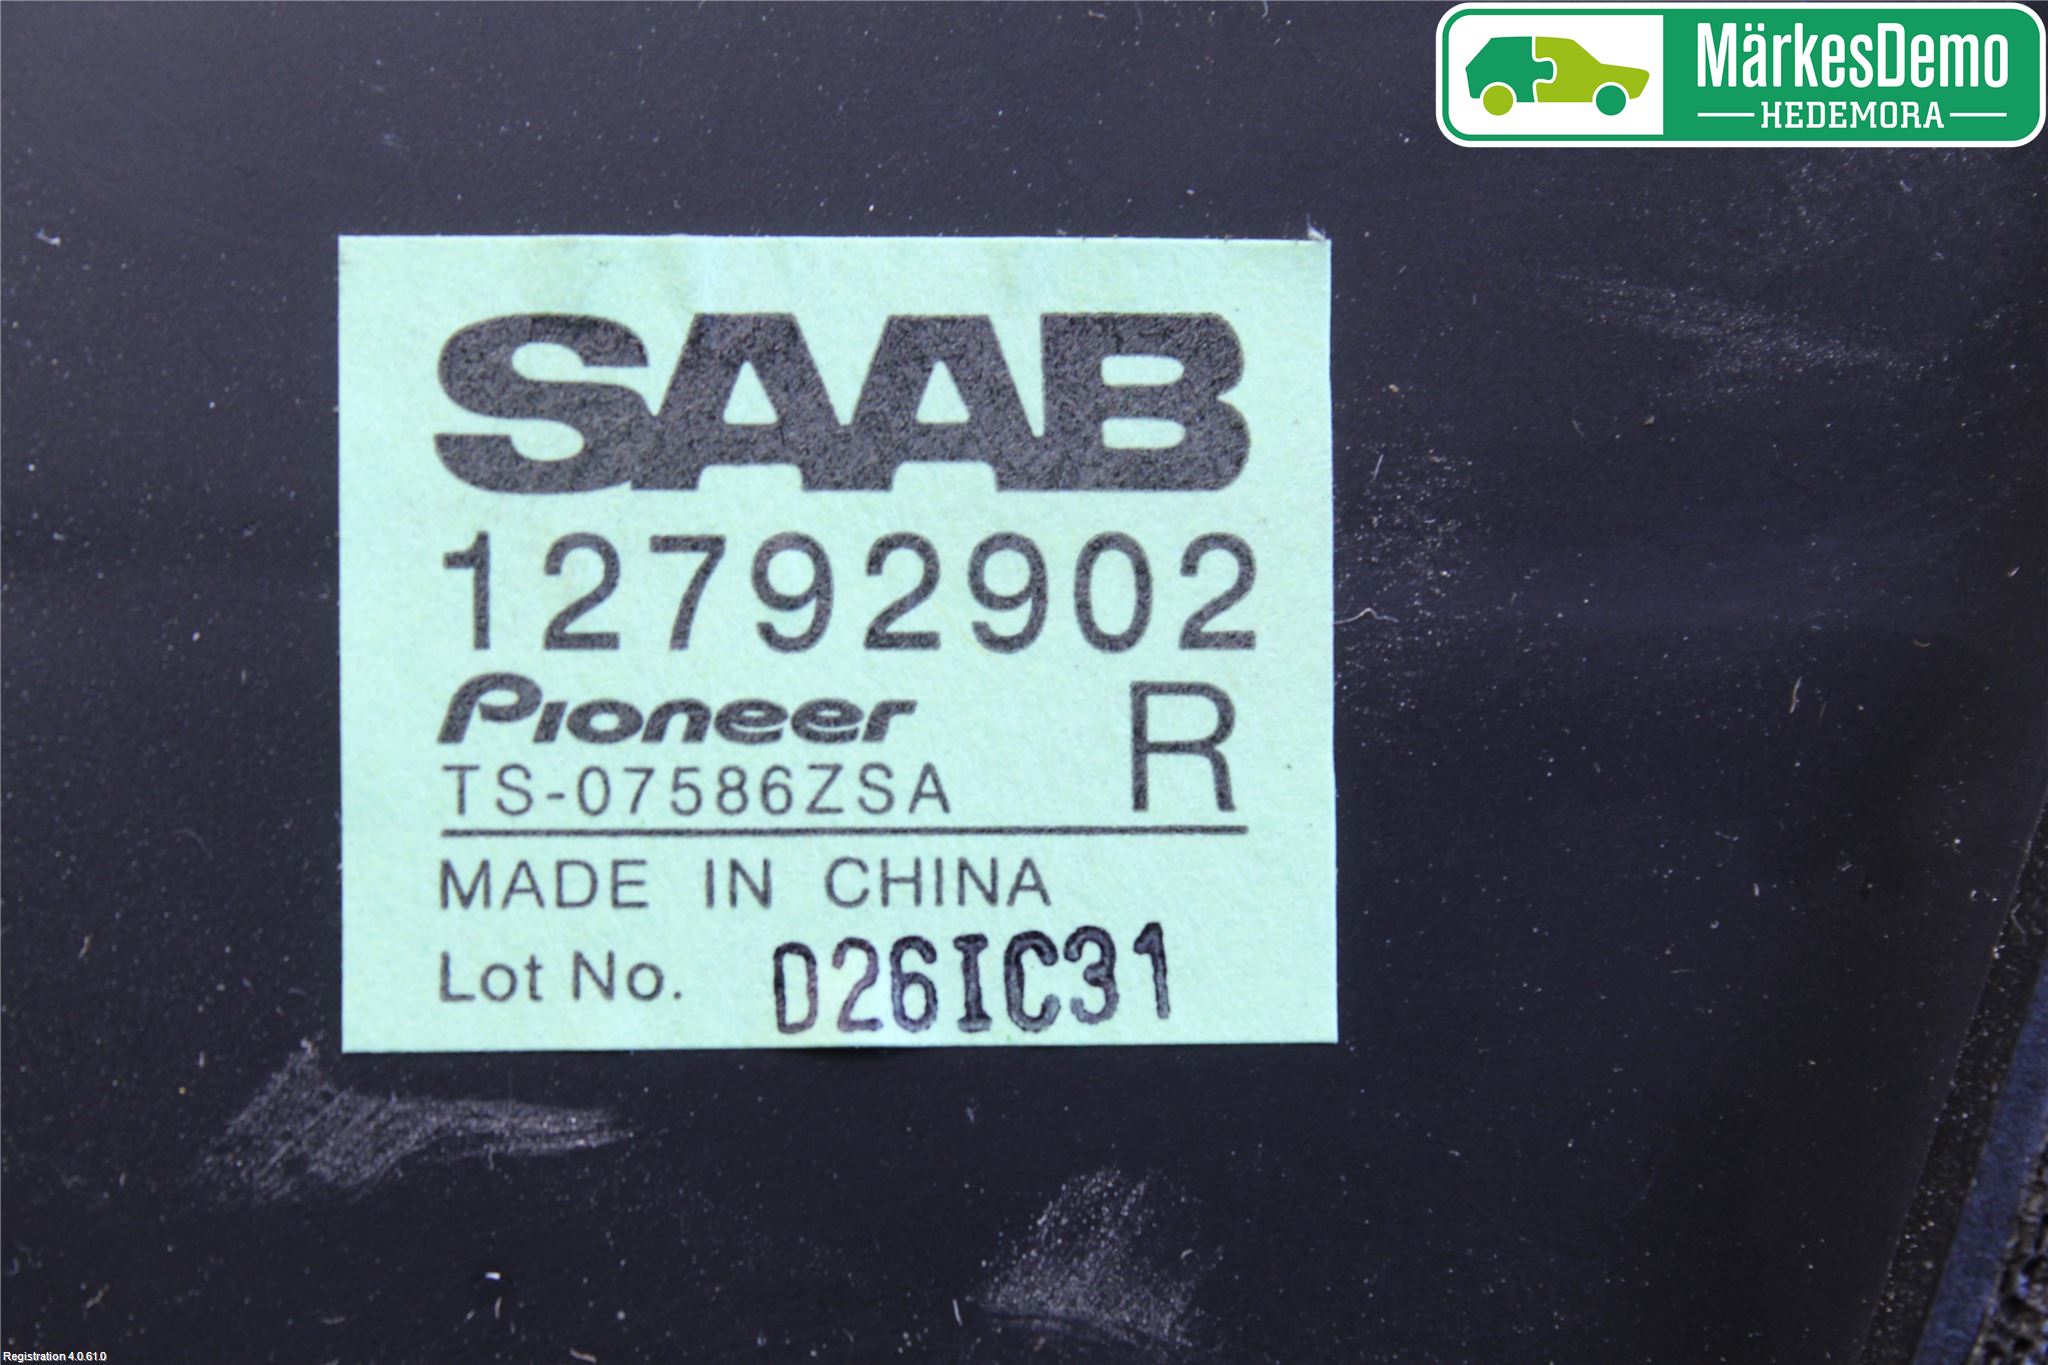 MärkesDemo
HEDEMORA
SAAB
12792902
Pioneer R
TS-07586ZSA
MADE IN CHINA
Lot No. D26IC31
Registration 4.0.61.0